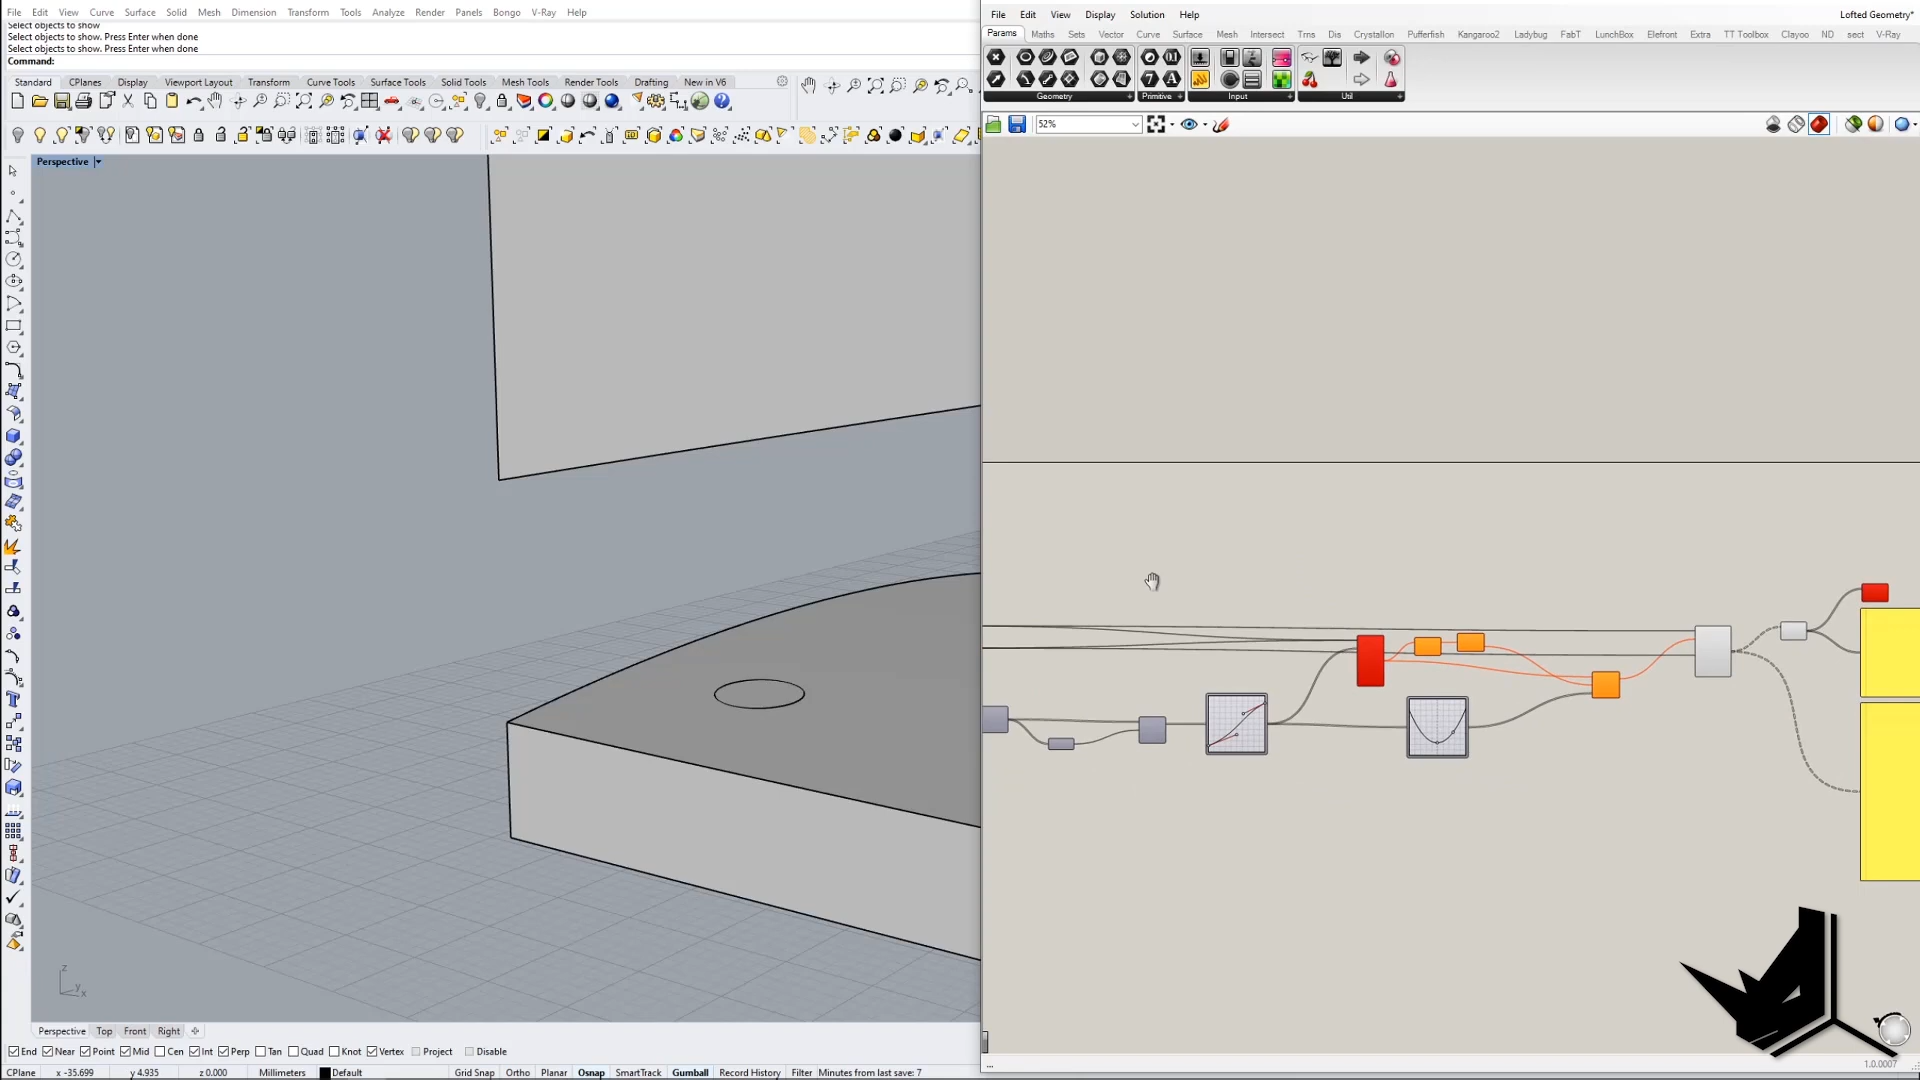 File Edit View Curve Surface Solid Mesh Dimension Transform Tools Analyze Render Panels Bongo V-Ray Help
Select objects to show
Select objects to show. Press Enter when done
Select objects to show. Press Enter when done
Command:
Standard CPlanes Display Viewport Layout Transform Curve Tools Surface Tools Solid Tools Mesh Tools Render Tools Drafting New in V6
Perspective
z
y
x
Perspective Top Front Right
End Near Point Mid Cen Int Perp Tan Quad Knot Vertex Project Disable
CPlane x -35.699 y 4.935 z 0.000 Millimeters Default Grid Snap Ortho Planar Osnap SmartTrack Gumball Record History Filter Minutes from last save: 7
File Edit View Display Solution Help Lofted Geometry*
Params Maths Sets Vector Curve Surface Mesh Intersect Trns Dis Crystallon Pufferfish Kangaroo2 Ladybug FabT LunchBox Elefront Extra TT Toolbox Clayoo ND sect V-Ray
Geometry Primitive Input Util
52%
...
1.0.0007